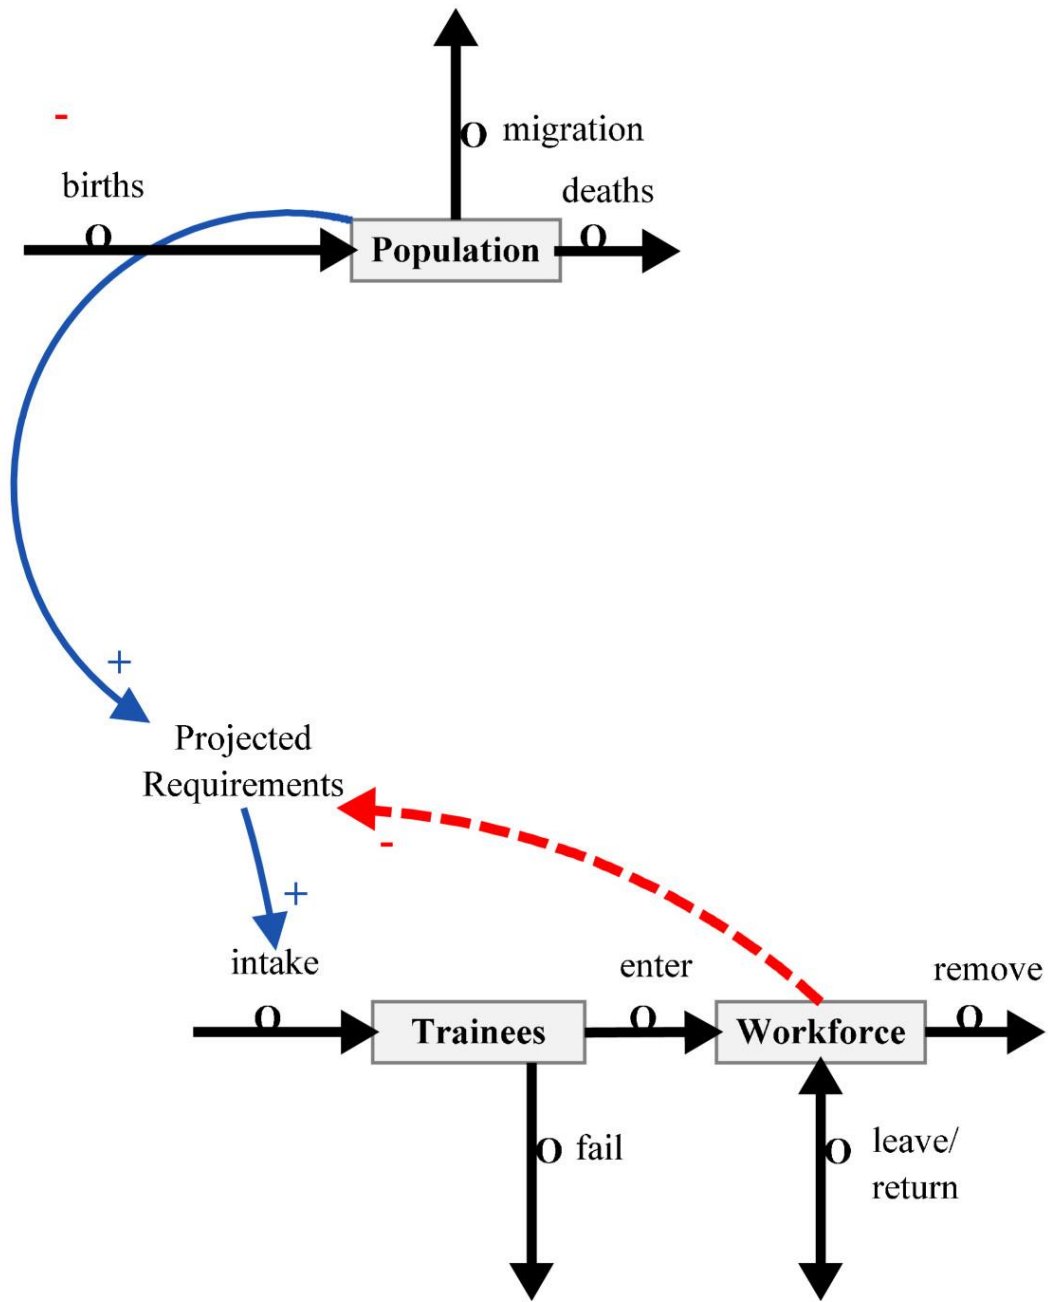 -
O migration
births
deaths
O
O
Population
+
Projected
Requirements
-
+
intake
enter
remove
O
O
O
Trainees
Workforce
O fail
O leave/
return